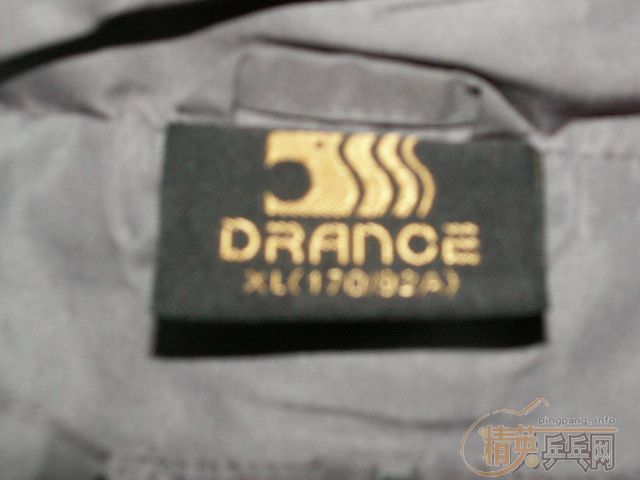 DRANCE
XL(170/92A)
pingpang.info
精英乒乓网